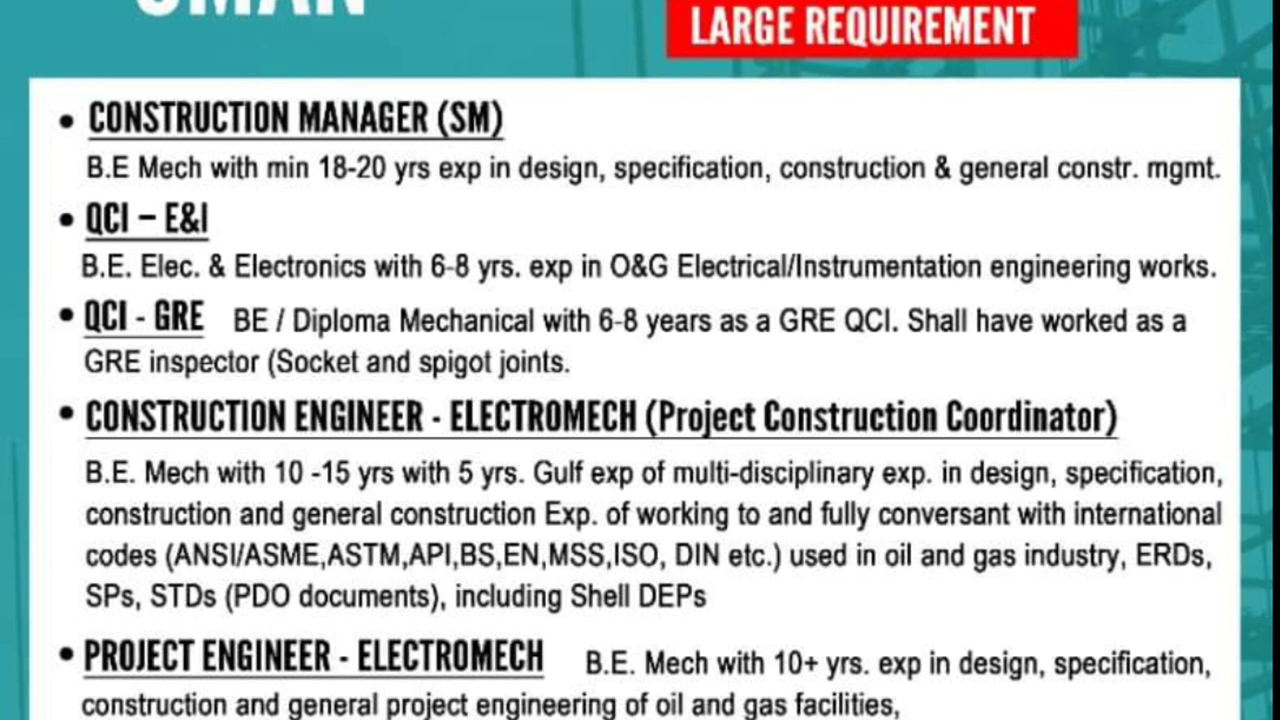 OMAN
LARGE REQUIREMENT
• CONSTRUCTION MANAGER (SM)
B.E Mech with min 18-20 yrs exp in design, specification, construction & general constr. mgmt.
• QCI – E&I
B.E. Elec. & Electronics with 6-8 yrs. exp in O&G Electrical/Instrumentation engineering works.
• QCI - GRE BE / Diploma Mechanical with 6-8 years as a GRE QCI. Shall have worked as a
GRE inspector (Socket and spigot joints.
• CONSTRUCTION ENGINEER - ELECTROMECH (Project Construction Coordinator)
B.E. Mech with 10 -15 yrs with 5 yrs. Gulf exp of multi-disciplinary exp. in design, specification,
construction and general construction Exp. of working to and fully conversant with international
codes (ANSI/ASME,ASTM,API,BS,EN,MSS,ISO, DIN etc.) used in oil and gas industry, ERDs,
SPs, STDs (PDO documents), including Shell DEPs
• PROJECT ENGINEER - ELECTROMECH B.E. Mech with 10+ yrs. exp in design, specification,
construction and general project engineering of oil and gas facilities,